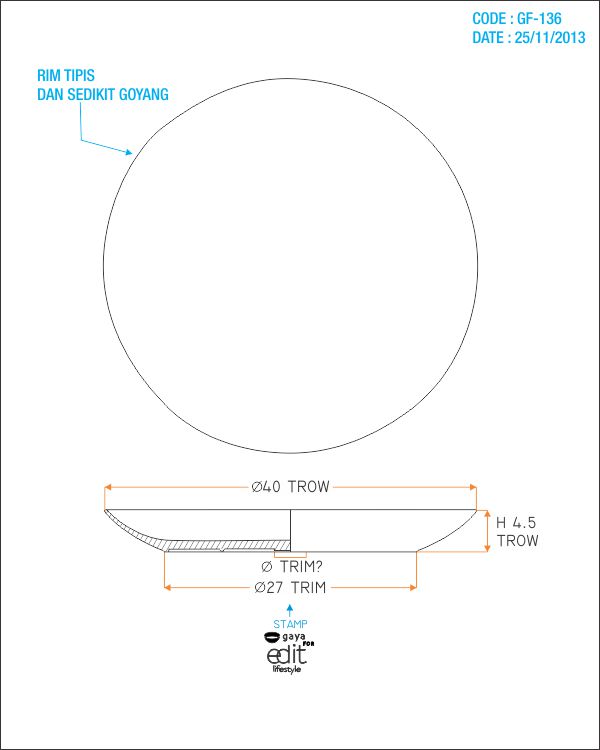 CODE : GF-136
DATE : 25/11/2013
RIM TIPIS
DAN SEDIKIT GOYANG
Ø40 TROW
H 4.5
TROW
Ø TRIM?
Ø27 TRIM
STAMP
gaya
FOR
edit
lifestyle